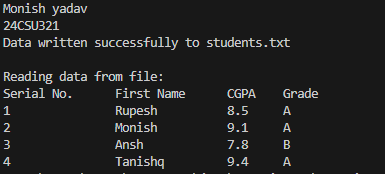 Monish yadav
24CSU321
Data written successfully to students.txt
Reading data from file:
Serial No. First Name CGPA Grade
1 Rupesh 8.5 A
2 Monish 9.1 A
3 Ansh 7.8 B
4 Tanishq 9.4 A